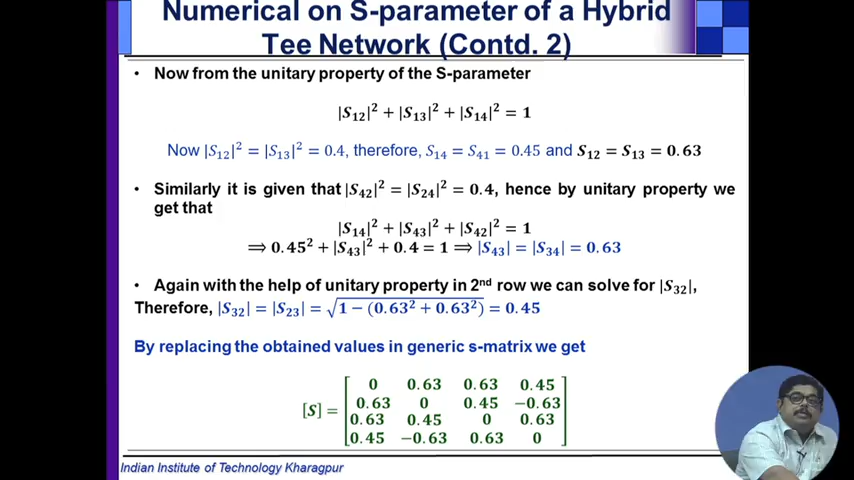 Numerical on S-parameter of a Hybrid
Tee Network (Contd. 2)
• Now from the unitary property of the S-parameter
|S₁₂|² + |S₁₃|² + |S₁₄|² = 1
Now |S₁₂|² = |S₁₃|² = 0.4, therefore, S₁₄ = S₄₁ = 0.45 and S₁₂ = S₁₃ = 0.63
• Similarly it is given that |S₄₂|² = |S₂₄|² = 0.4, hence by unitary property we
get that
|S₁₄|² + |S₄₃|² + |S₄₂|² = 1
⟹ 0.45² + |S₄₃|² + 0.4 = 1 ⟹ |S₄₃| = |S₃₄| = 0.63
• Again with the help of unitary property in 2ⁿᵈ row we can solve for |S₃₂|,
Therefore, |S₃₂| = |S₂₃| = √(1 − (0.63² + 0.63²)) = 0.45
By replacing the obtained values in generic s-matrix we get
[S] =
0 0.63 0.63 0.45
0.63 0 0.45 −0.63
0.63 0.45 0 0.63
0.45 −0.63 0.63 0
Indian Institute of Technology Kharagpur